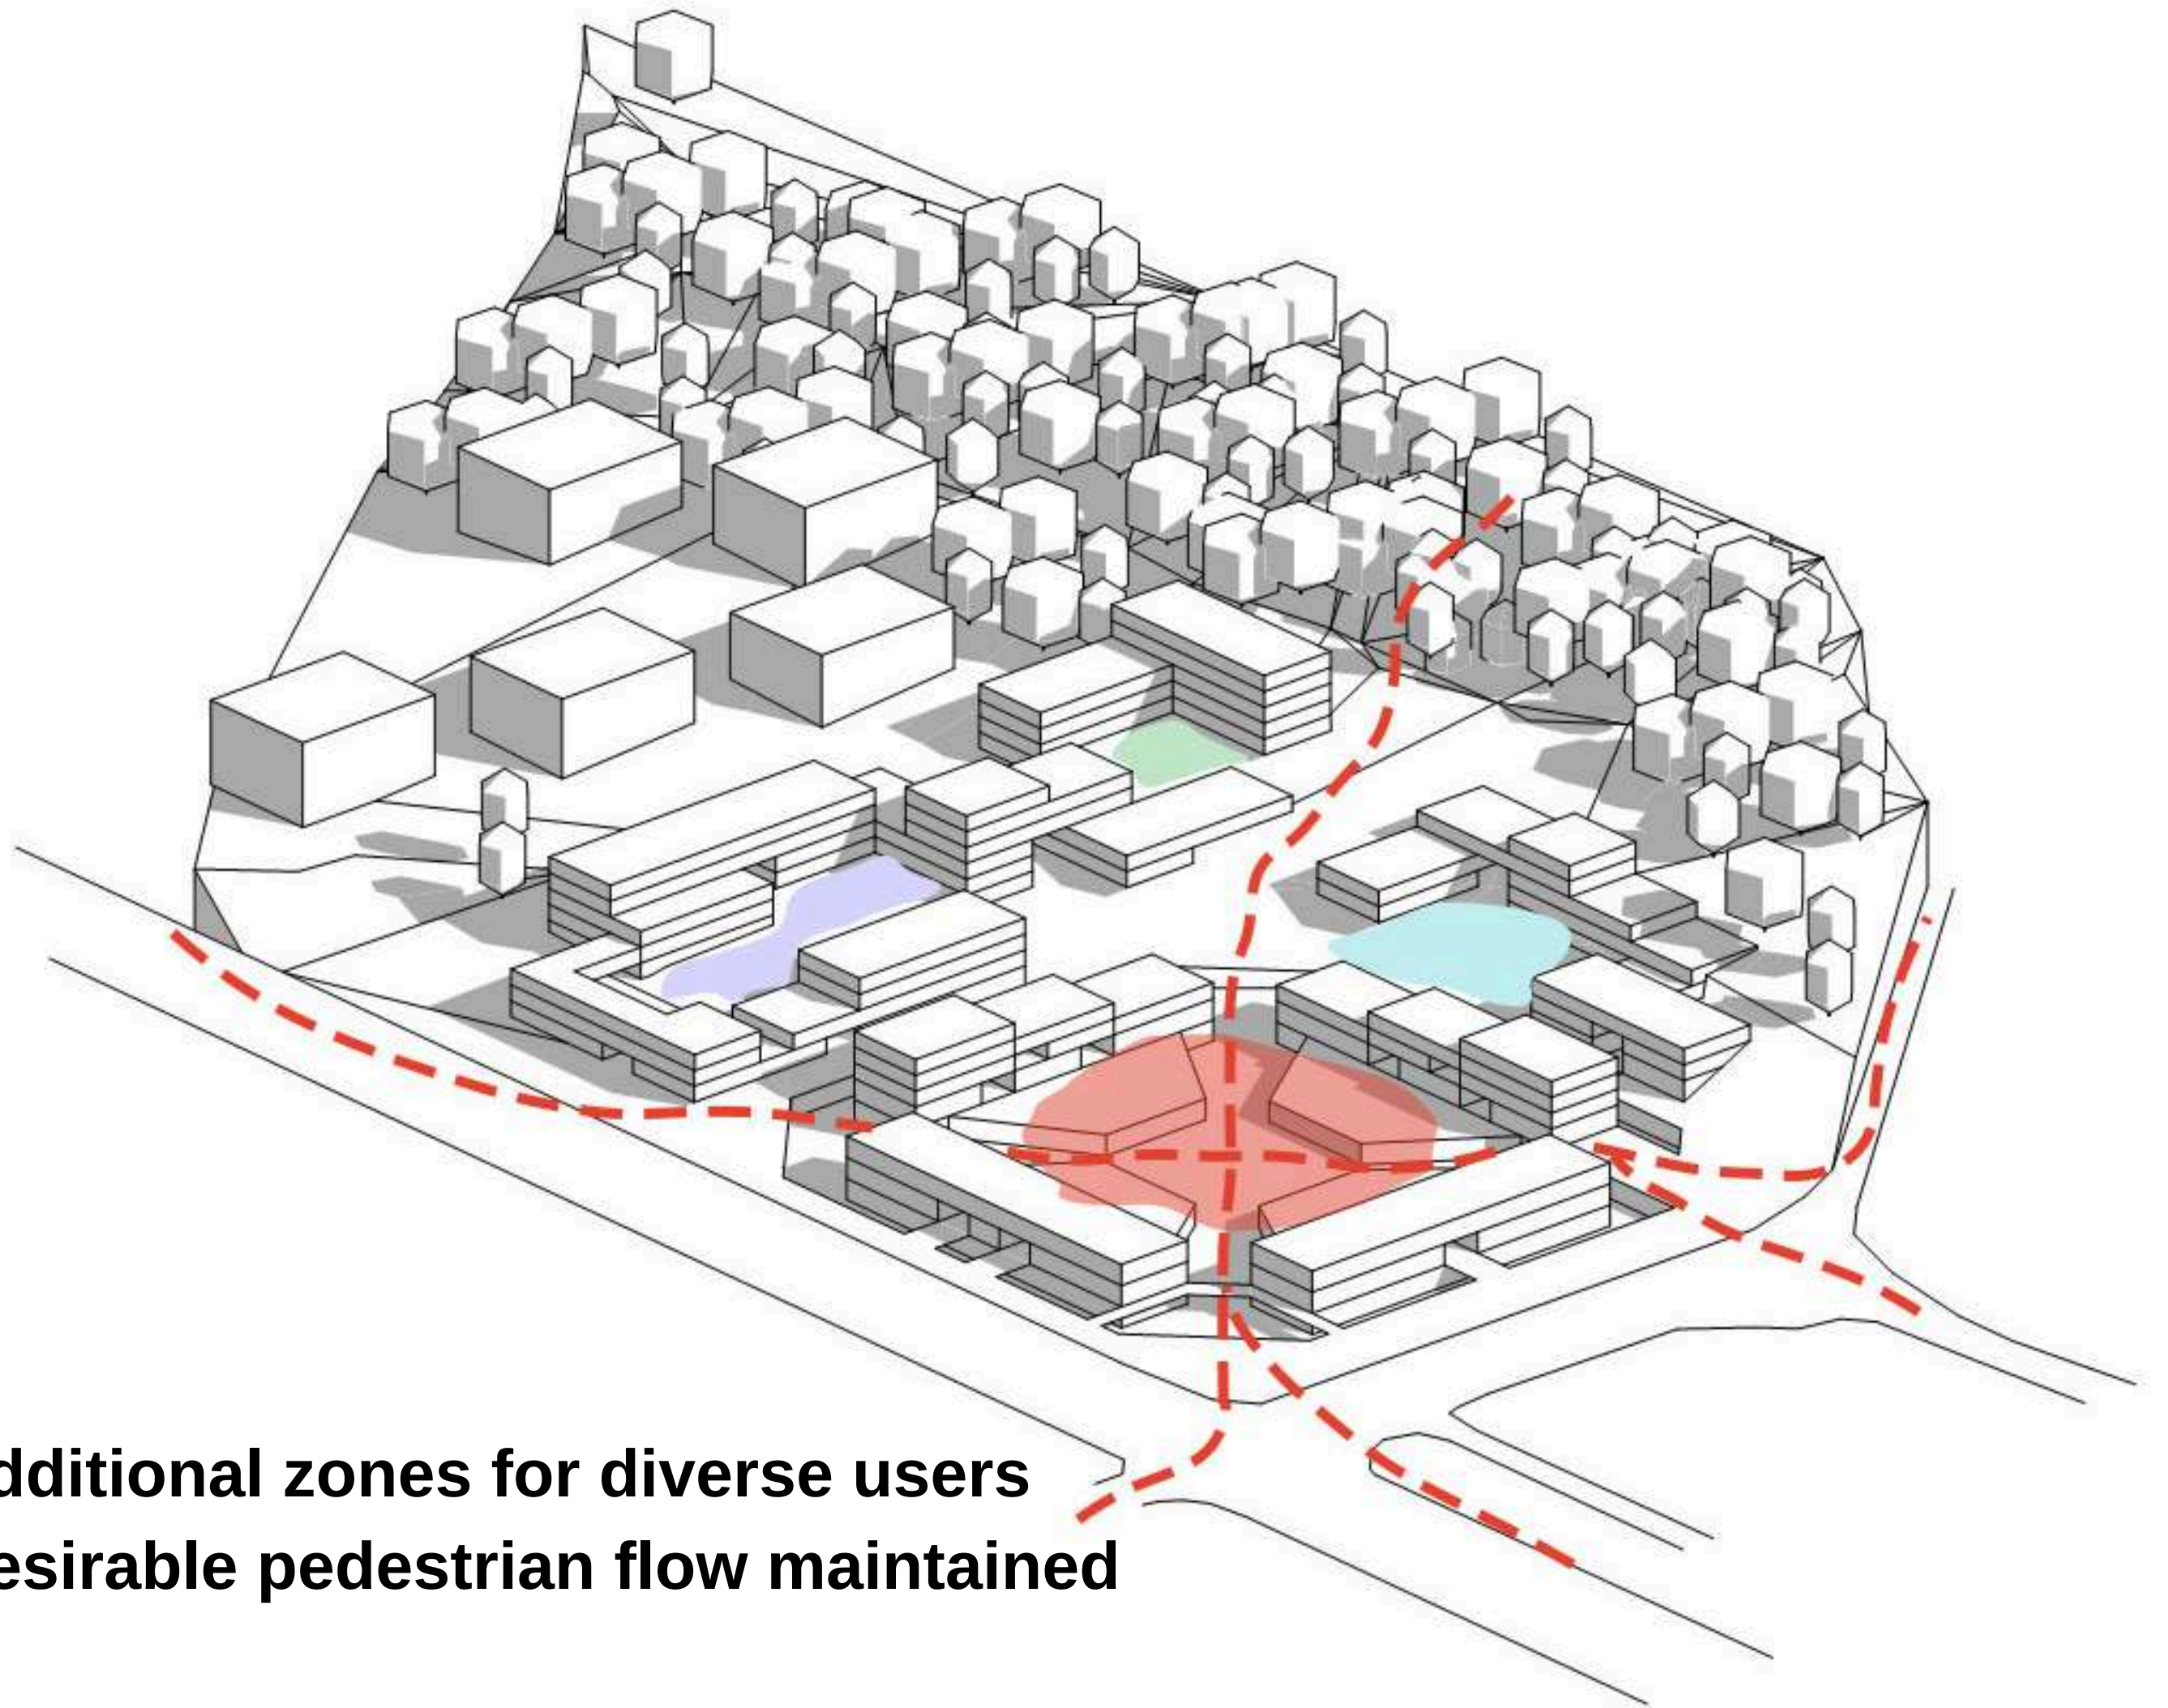 dditional zones for diverse users
esirable pedestrian flow maintained